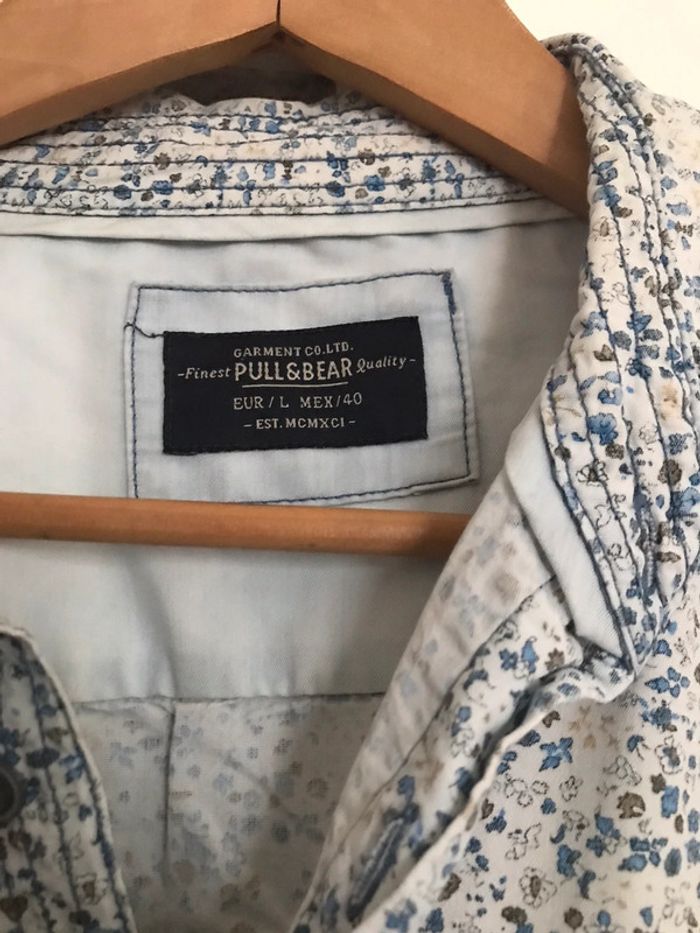 GARMENT CO.LTD.
-Finest PULL&BEAR Quality-
EUR / L MEX/40
- EST. MCMXCI -